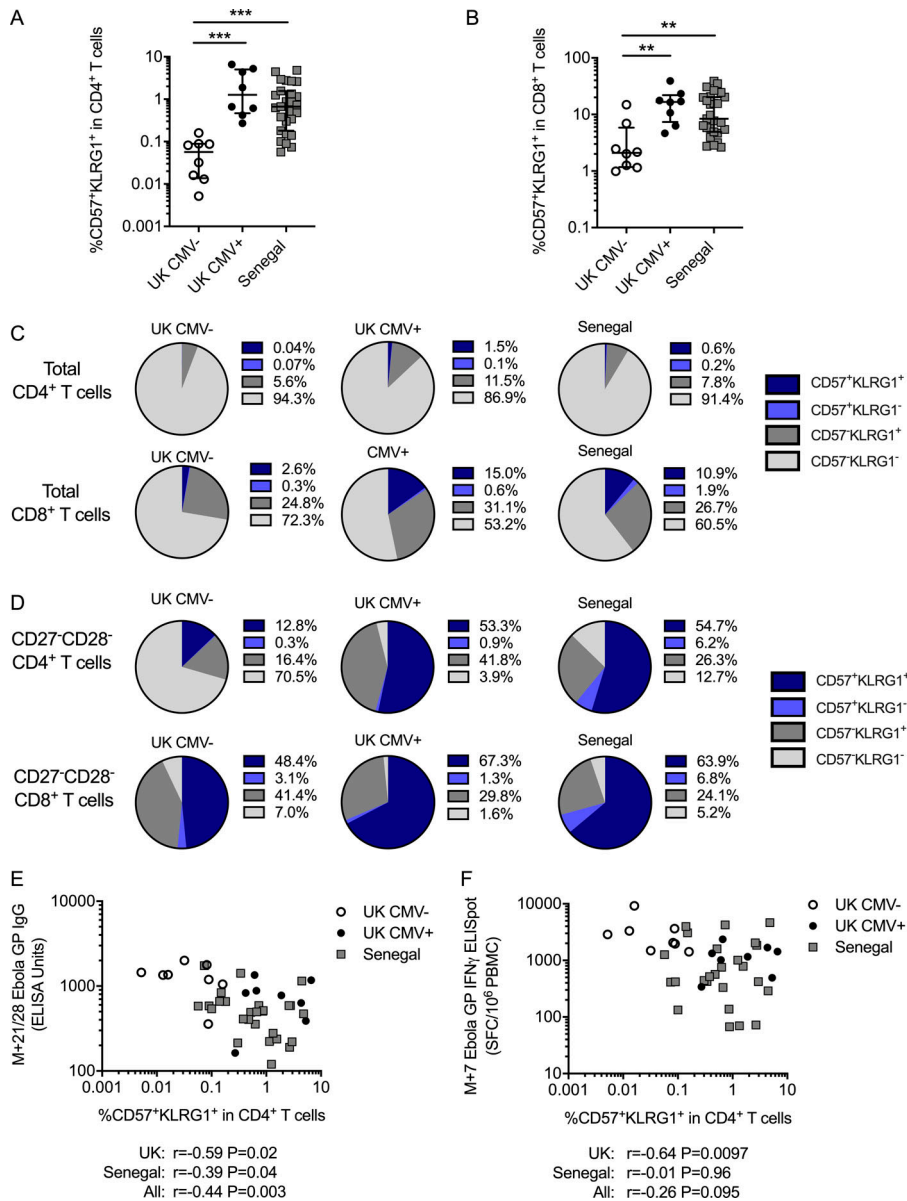 A
***
***
%CD57⁺KLRG1⁺ in CD4⁺ T cells
10
1
0.1
0.01
0.001
UK CMV-
UK CMV+
Senegal
B
**
**
%CD57⁺KLRG1⁺ in CD8⁺ T cells
100
10
1
0.1
UK CMV-
UK CMV+
Senegal
C
Total
CD4⁺ T cells
UK CMV-
0.04%
0.07%
5.6%
94.3%
UK CMV+
1.5%
0.1%
11.5%
86.9%
Senegal
0.6%
0.2%
7.8%
91.4%
CD57⁺KLRG1⁺
CD57⁺KLRG1⁻
CD57⁻KLRG1⁺
CD57⁻KLRG1⁻
Total
CD8⁺ T cells
UK CMV-
2.6%
0.3%
24.8%
72.3%
CMV+
15.0%
0.6%
31.1%
53.2%
Senegal
10.9%
1.9%
26.7%
60.5%
D
CD27⁻CD28⁻
CD4⁺ T cells
UK CMV-
12.8%
0.3%
16.4%
70.5%
UK CMV+
53.3%
0.9%
41.8%
3.9%
Senegal
54.7%
6.2%
26.3%
12.7%
CD57⁺KLRG1⁺
CD57⁺KLRG1⁻
CD57⁻KLRG1⁺
CD57⁻KLRG1⁻
CD27⁻CD28⁻
CD8⁺ T cells
UK CMV-
48.4%
3.1%
41.4%
7.0%
UK CMV+
67.3%
1.3%
29.8%
1.6%
Senegal
63.9%
6.8%
24.1%
5.2%
E
M+21/28 Ebola GP IgG
(ELISA Units)
10000
1000
100
0.001
0.01
0.1
1
10
%CD57⁺KLRG1⁺ in CD4⁺ T cells
UK CMV-
UK CMV+
Senegal
UK: r=-0.59 P=0.02
Senegal: r=-0.39 P=0.04
All: r=-0.44 P=0.003
F
M+7 Ebola GP IFNγ ELISpot
(SFC/10⁶ PBMC)
10000
1000
100
10
0.001
0.01
0.1
1
10
%CD57⁺KLRG1⁺ in CD4⁺ T cells
UK CMV-
UK CMV+
Senegal
UK: r=-0.64 P=0.0097
Senegal: r=-0.01 P=0.96
All: r=-0.26 P=0.095